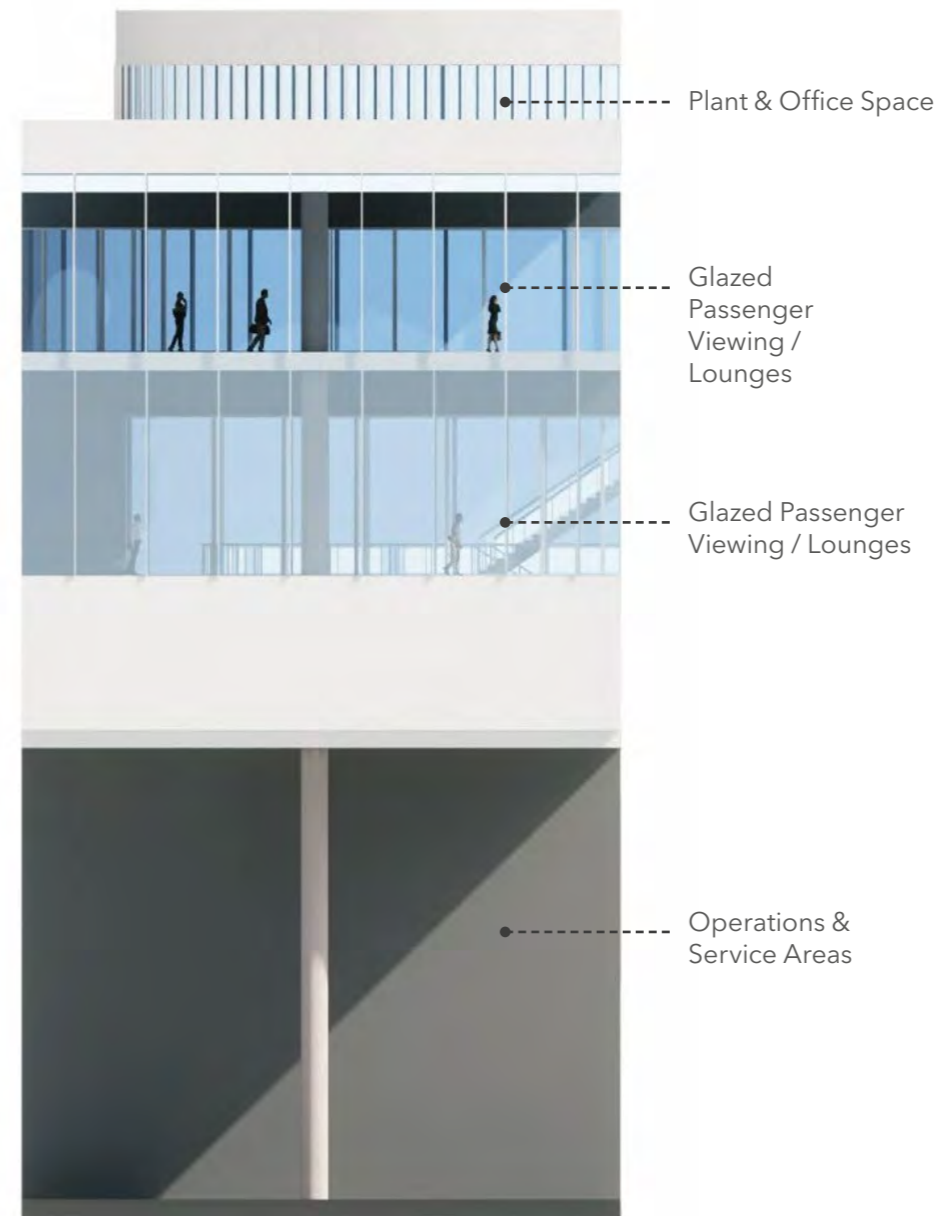 Plant & Office Space
Glazed
Passenger
Viewing /
Lounges
Glazed Passenger
Viewing / Lounges
Operations &
Service Areas